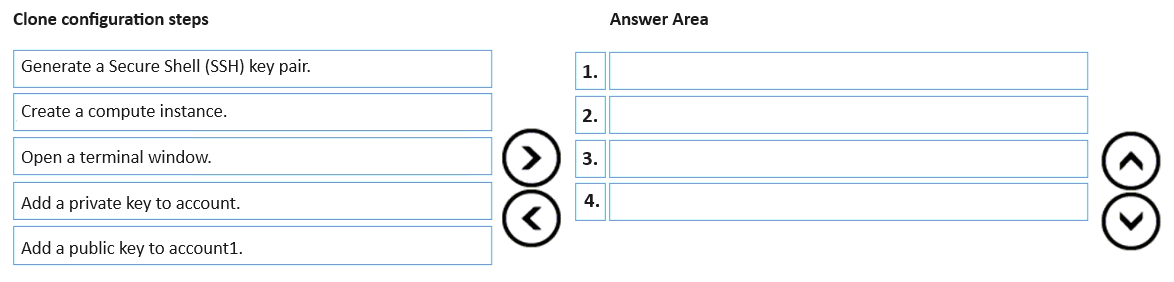 Clone configuration steps
Answer Area
Generate a Secure Shell (SSH) key pair.
Create a compute instance.
Open a terminal window.
Add a private key to account.
Add a public key to account1.
1.
2.
3.
4.